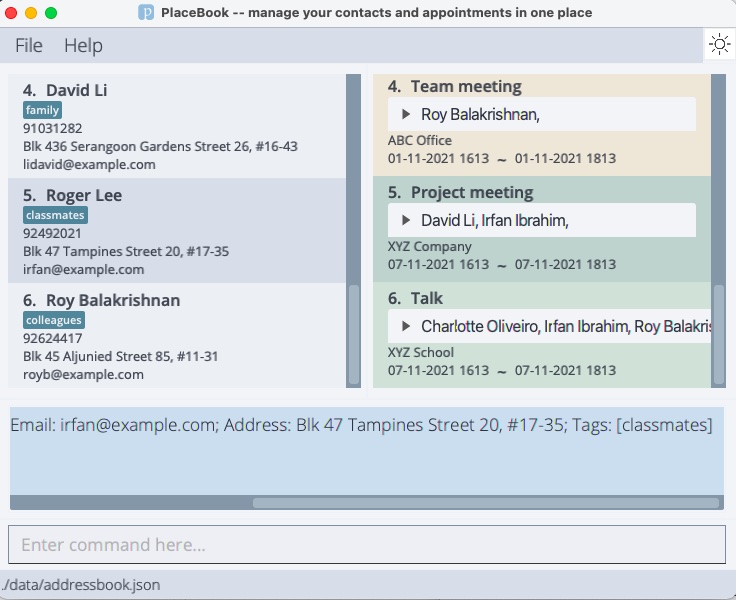 PlaceBook -- manage your contacts and appointments in one place
File Help
4. David Li
family
91031282
Blk 436 Serangoon Gardens Street 26, #16-43
lidavid@example.com
5. Roger Lee
classmates
92492021
Blk 47 Tampines Street 20, #17-35
irfan@example.com
6. Roy Balakrishnan
colleagues
92624417
Blk 45 Aljunied Street 85, #11-31
royb@example.com
4. Team meeting
Roy Balakrishnan,
ABC Office
01-11-2021 1613 ~ 01-11-2021 1813
5. Project meeting
David Li, Irfan Ibrahim,
XYZ Company
07-11-2021 1613 ~ 07-11-2021 1813
6. Talk
Charlotte Oliveiro, Irfan Ibrahim, Roy Balakris
XYZ School
07-11-2021 1613 ~ 07-11-2021 1813
Email: irfan@example.com; Address: Blk 47 Tampines Street 20, #17-35; Tags: [classmates]
Enter command here...
./data/addressbook.json